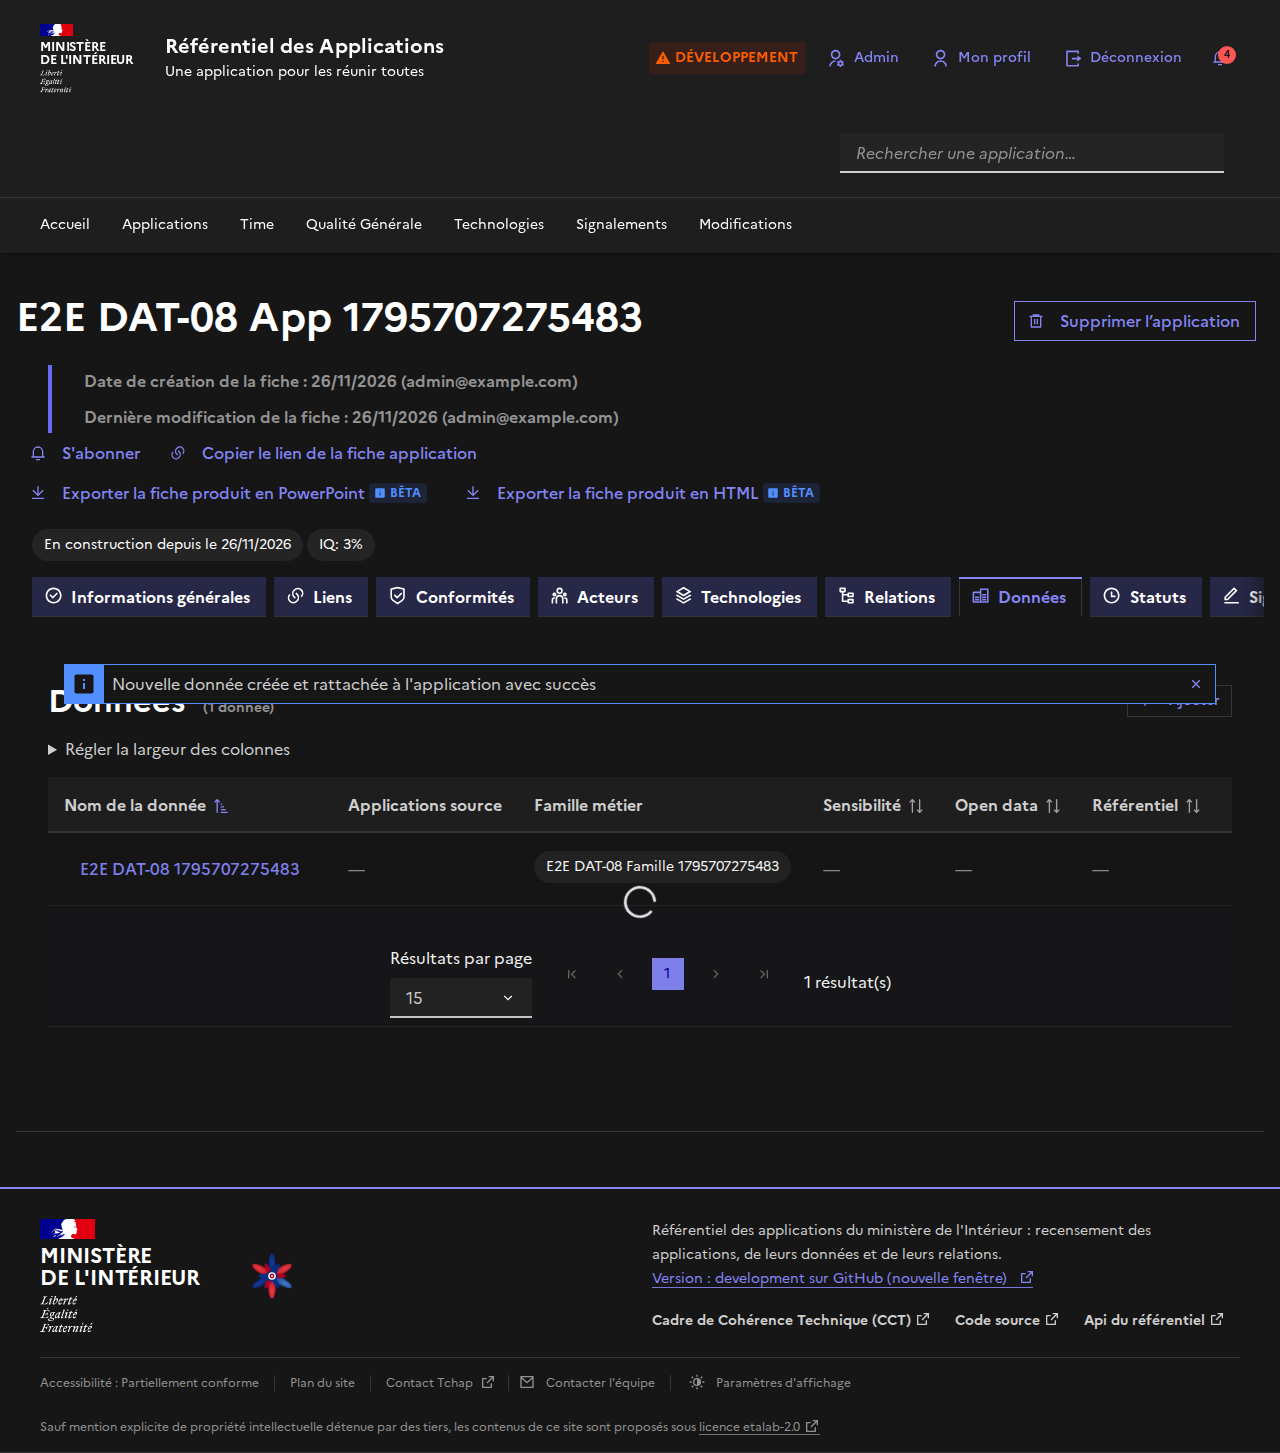 MINISTÈRE
DE L'INTÉRIEUR
Liberté
Égalité
Fraternité
Référentiel des Applications
Une application pour les réunir toutes
DÉVELOPPEMENT
Admin
Mon profil
Déconnexion
4
Rechercher une application…
Accueil
Applications
Time
Qualité Générale
Technologies
Signalements
Modifications
E2E DAT-08 App 1795707275483
Supprimer l’application
Date de création de la fiche : 26/11/2026 (admin@example.com)
Dernière modification de la fiche : 26/11/2026 (admin@example.com)
S'abonner
Copier le lien de la fiche application
Exporter la fiche produit en PowerPoint BÊTA
Exporter la fiche produit en HTML BÊTA
En construction depuis le 26/11/2026
IQ: 3%
Informations générales
Liens
Conformités
Acteurs
Technologies
Relations
Données
Statuts
Nouvelle donnée créée et rattachée à l'application avec succès
Données (1 donnée)
Ajouter
Régler la largeur des colonnes
Nom de la donnée
Applications source
Famille métier
Sensibilité
Open data
Référentiel
E2E DAT-08 1795707275483
—
E2E DAT-08 Famille 1795707275483
—
—
—
Résultats par page
15
1
1 résultat(s)
MINISTÈRE
DE L'INTÉRIEUR
Liberté
Égalité
Fraternité
Référentiel des applications du ministère de l'Intérieur : recensement des
applications, de leurs données et de leurs relations.
Version : development sur GitHub (nouvelle fenêtre)
Cadre de Cohérence Technique (CCT)
Code source
Api du référentiel
Accessibilité : Partiellement conforme
Plan du site
Contact Tchap
Contacter l'équipe
Paramètres d'affichage
Sauf mention explicite de propriété intellectuelle détenue par des tiers, les contenus de ce site sont proposés sous licence etalab-2.0